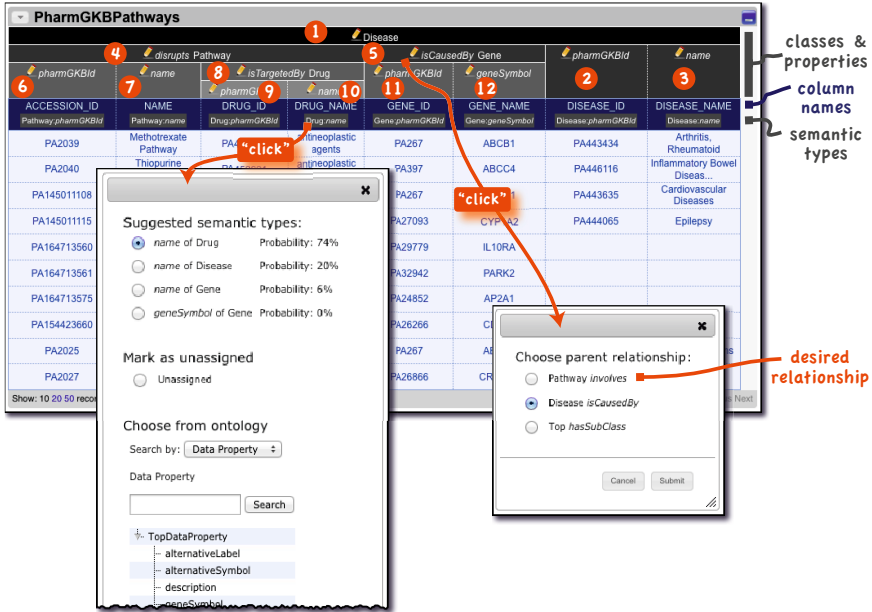 PharmGKBPathways
1 Disease
4 disrupts Pathway 5 isCausedBy Gene pharmGKBId name
classes & properties
pharmGKBId name 8 isTargetedBy Drug pharmGKBId geneSymbol 2 3
6 7 9 name 10 11 12
column names
ACCESSION_ID NAME DRUG_ID DRUG_NAME GENE_ID GENE_NAME DISEASE_ID DISEASE_NAME
Pathway:pharmGKBId Pathway:name Drug:pharmGKBId Drug:name Gene:pharmGKBId Gene:geneSymbol Disease:pharmGKBId Disease:name
semantic types
PA2039 Methotrexate Pathway antineoplastic agents PA267 ABCB1 PA443434 Arthritis, Rheumatoid
"click"
PA2040 Thiopurine antineoplastic PA397 ABCC4 PA446116 Inflammatory Bowel Diseas...
PA145011108 PA267 PA443635 Cardiovascular Diseases
"click"
PA145011115 PA27093 PA444065 Epilepsy
PA164713560 PA29779 IL10RA
PA164713561 PA32942 PARK2
PA164713575 PA24852 AP2A1
PA154423660 PA26266
PA2025 PA267
PA2027 PA26866
Show: 10 20 50 Next
Suggested semantic types:
name of Drug Probability: 74%
name of Disease Probability: 20%
name of Gene Probability: 6%
geneSymbol of Gene Probability: 0%
Mark as unassigned
Unassigned
Choose from ontology
Search by: Data Property
Data Property
Search
TopDataProperty
alternativeLabel
alternativeSymbol
description
geneSymbol
Choose parent relationship:
Pathway involves
Disease isCausedBy
Top hasSubClass
Cancel Submit
desired relationship